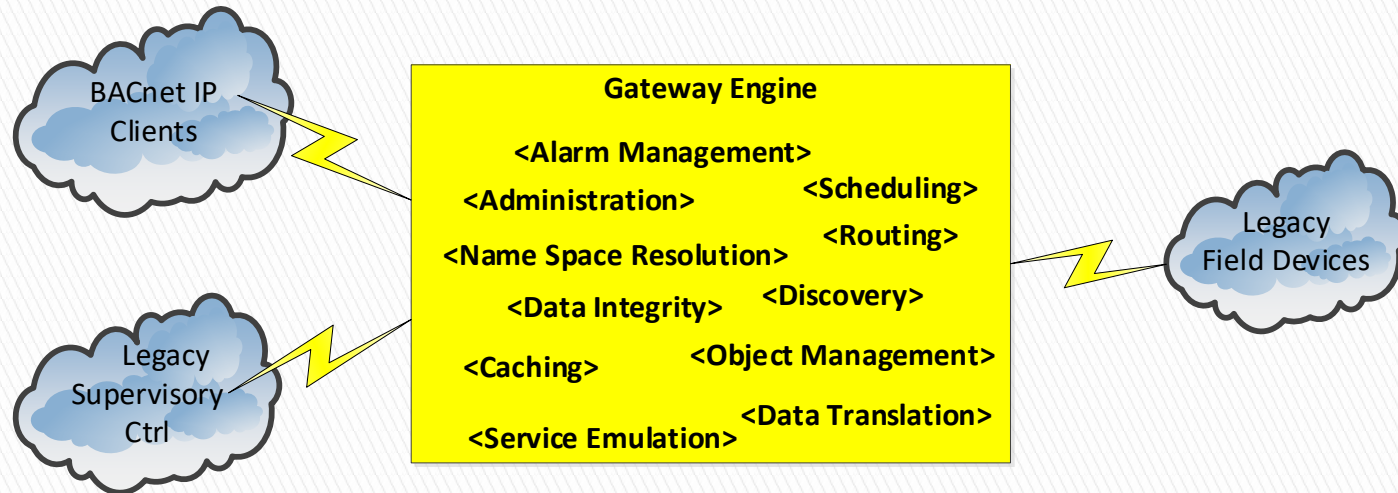 BACnet IP
Clients
Legacy
Supervisory
Ctrl
Gateway Engine
<Alarm Management>
<Administration>
<Scheduling>
<Name Space Resolution>
<Routing>
<Data Integrity>
<Discovery>
<Caching>
<Object Management>
<Service Emulation>
<Data Translation>
Legacy
Field Devices